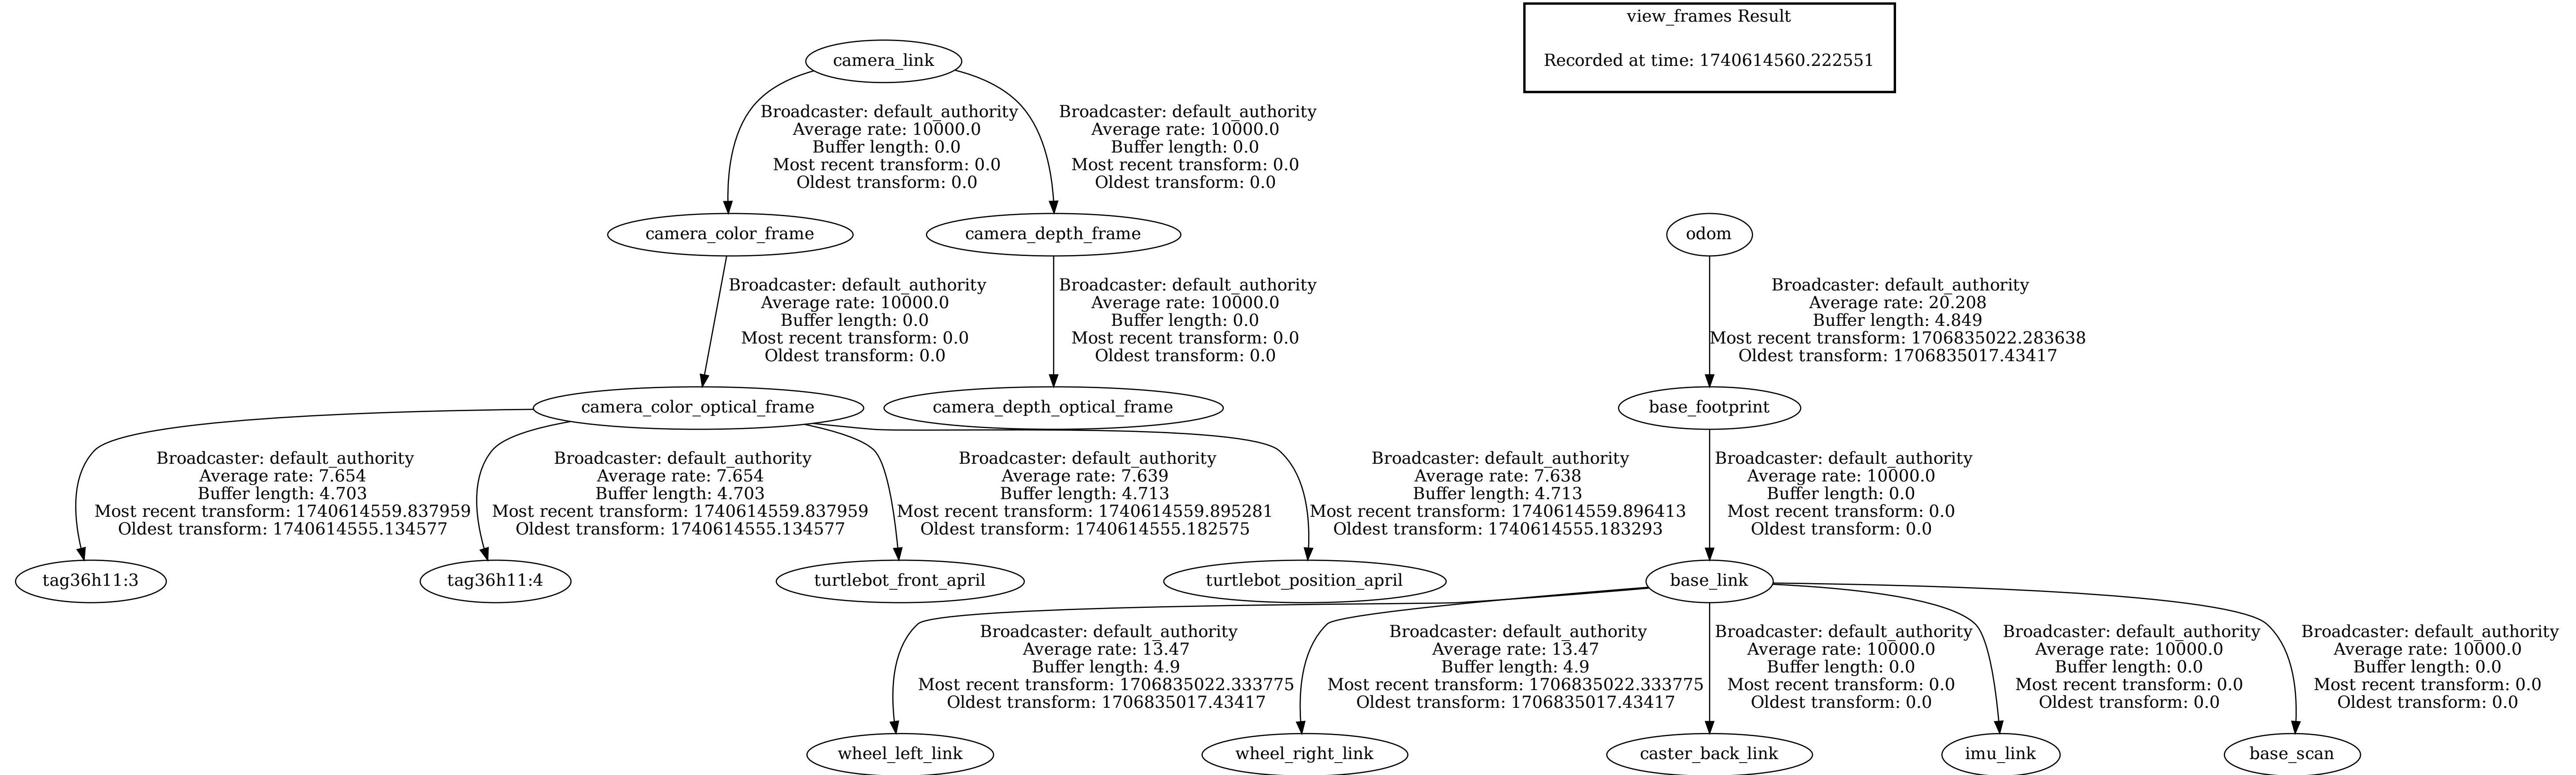 view_frames Result
Recorded at time: 1740614560.222551
camera_link
Broadcaster: default_authority
Average rate: 10000.0
Buffer length: 0.0
Most recent transform: 0.0
Oldest transform: 0.0
Broadcaster: default_authority
Average rate: 10000.0
Buffer length: 0.0
Most recent transform: 0.0
Oldest transform: 0.0
camera_color_frame
camera_depth_frame
odom
Broadcaster: default_authority
Average rate: 10000.0
Buffer length: 0.0
Most recent transform: 0.0
Oldest transform: 0.0
Broadcaster: default_authority
Average rate: 10000.0
Buffer length: 0.0
Most recent transform: 0.0
Oldest transform: 0.0
Broadcaster: default_authority
Average rate: 20.208
Buffer length: 4.849
Most recent transform: 1706835022.283638
Oldest transform: 1706835017.43417
camera_color_optical_frame
camera_depth_optical_frame
base_footprint
Broadcaster: default_authority
Average rate: 7.654
Buffer length: 4.703
Most recent transform: 1740614559.837959
Oldest transform: 1740614555.134577
Broadcaster: default_authority
Average rate: 7.654
Buffer length: 4.703
Most recent transform: 1740614559.837959
Oldest transform: 1740614555.134577
Broadcaster: default_authority
Average rate: 7.639
Buffer length: 4.713
Most recent transform: 1740614559.895281
Oldest transform: 1740614555.182575
Broadcaster: default_authority
Average rate: 7.638
Buffer length: 4.713
Most recent transform: 1740614559.896413
Oldest transform: 1740614555.183293
Broadcaster: default_authority
Average rate: 10000.0
Buffer length: 0.0
Most recent transform: 0.0
Oldest transform: 0.0
tag36h11:3
tag36h11:4
turtlebot_front_april
turtlebot_position_april
base_link
Broadcaster: default_authority
Average rate: 13.47
Buffer length: 4.9
Most recent transform: 1706835022.333775
Oldest transform: 1706835017.43417
Broadcaster: default_authority
Average rate: 13.47
Buffer length: 4.9
Most recent transform: 1706835022.333775
Oldest transform: 1706835017.43417
Broadcaster: default_authority
Average rate: 10000.0
Buffer length: 0.0
Most recent transform: 0.0
Oldest transform: 0.0
Broadcaster: default_authority
Average rate: 10000.0
Buffer length: 0.0
Most recent transform: 0.0
Oldest transform: 0.0
Broadcaster: default_authority
Average rate: 10000.0
Buffer length: 0.0
Most recent transform: 0.0
Oldest transform: 0.0
wheel_left_link
wheel_right_link
caster_back_link
imu_link
base_scan